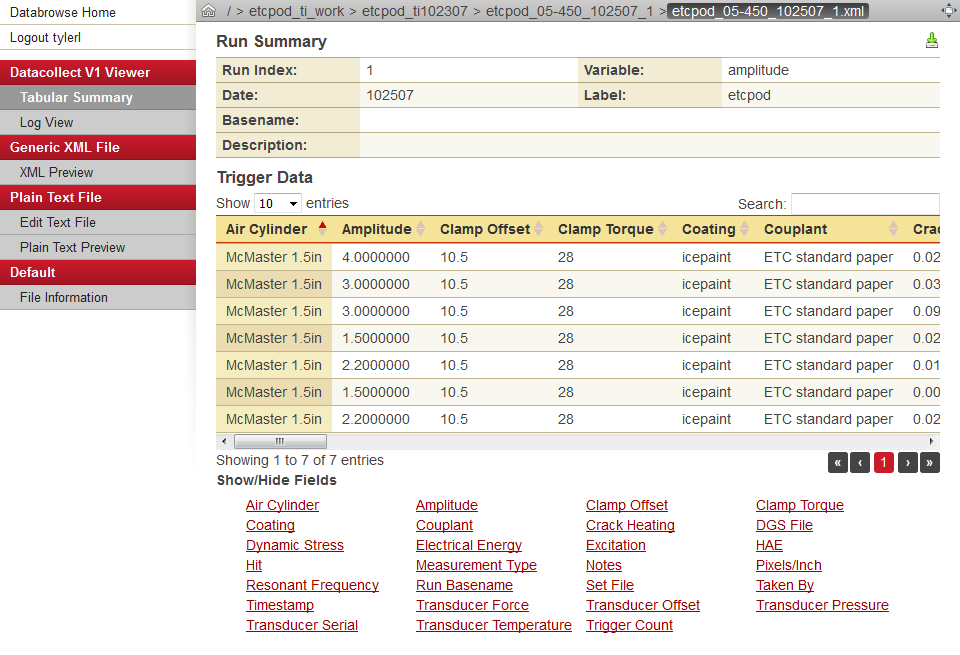 Databrowse Home
/ > etcpod_ti_work > etcpod_ti102307 > etcpod_05-450_102507_1 > etcpod_05-450_102507_1.xml
Logout tylerl
Datacollect V1 Viewer
Tabular Summary
Log View
Generic XML File
XML Preview
Plain Text File
Edit Text File
Plain Text Preview
Default
File Information
Run Summary
Run Index: 1 Variable: amplitude
Date: 102507 Label: etcpod
Basename:
Description:
Trigger Data
Show 10 entries Search:
Air Cylinder Amplitude Clamp Offset Clamp Torque Coating Couplant Crac
McMaster 1.5in 4.0000000 10.5 28 icepaint ETC standard paper 0.02
McMaster 1.5in 3.0000000 10.5 28 icepaint ETC standard paper 0.03
McMaster 1.5in 3.0000000 10.5 28 icepaint ETC standard paper 0.09
McMaster 1.5in 1.5000000 10.5 28 icepaint ETC standard paper 0.02
McMaster 1.5in 2.2000000 10.5 28 icepaint ETC standard paper 0.01
McMaster 1.5in 1.5000000 10.5 28 icepaint ETC standard paper 0.00
McMaster 1.5in 2.2000000 10.5 28 icepaint ETC standard paper 0.02
Showing 1 to 7 of 7 entries « ‹ 1 › »
Show/Hide Fields
Air Cylinder Amplitude Clamp Offset Clamp Torque
Coating Couplant Crack Heating DGS File
Dynamic Stress Electrical Energy Excitation HAE
Hit Measurement Type Notes Pixels/Inch
Resonant Frequency Run Basename Set File Taken By
Timestamp Transducer Force Transducer Offset Transducer Pressure
Transducer Serial Transducer Temperature Trigger Count